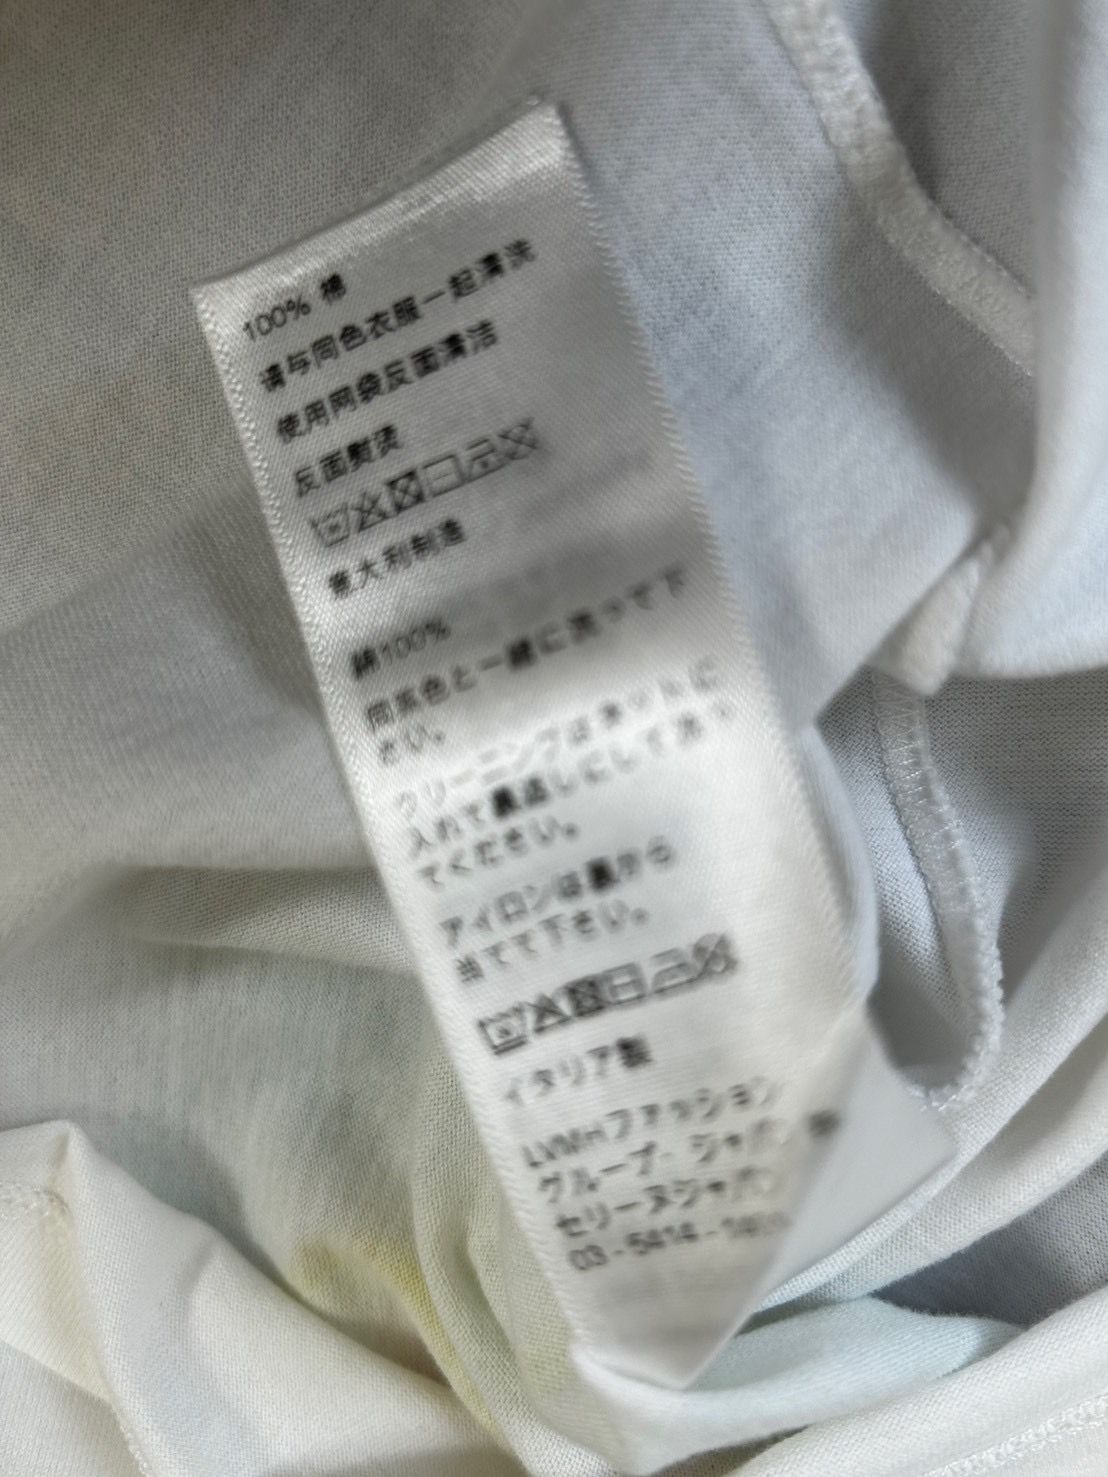 100% 棉
请与同色衣服一起清洗
使用网袋反面清洁
反面熨烫
意大利制造
綿100%
同系色と一緒に洗って下
さい。
クリーニングはネットに
入れて裏返しにして洗っ
てください。
アイロンは裏から
当てて下さい。
イタリア製
LVMHファッション
グループ・ジャパン
セリーヌジャパン
03-5414-